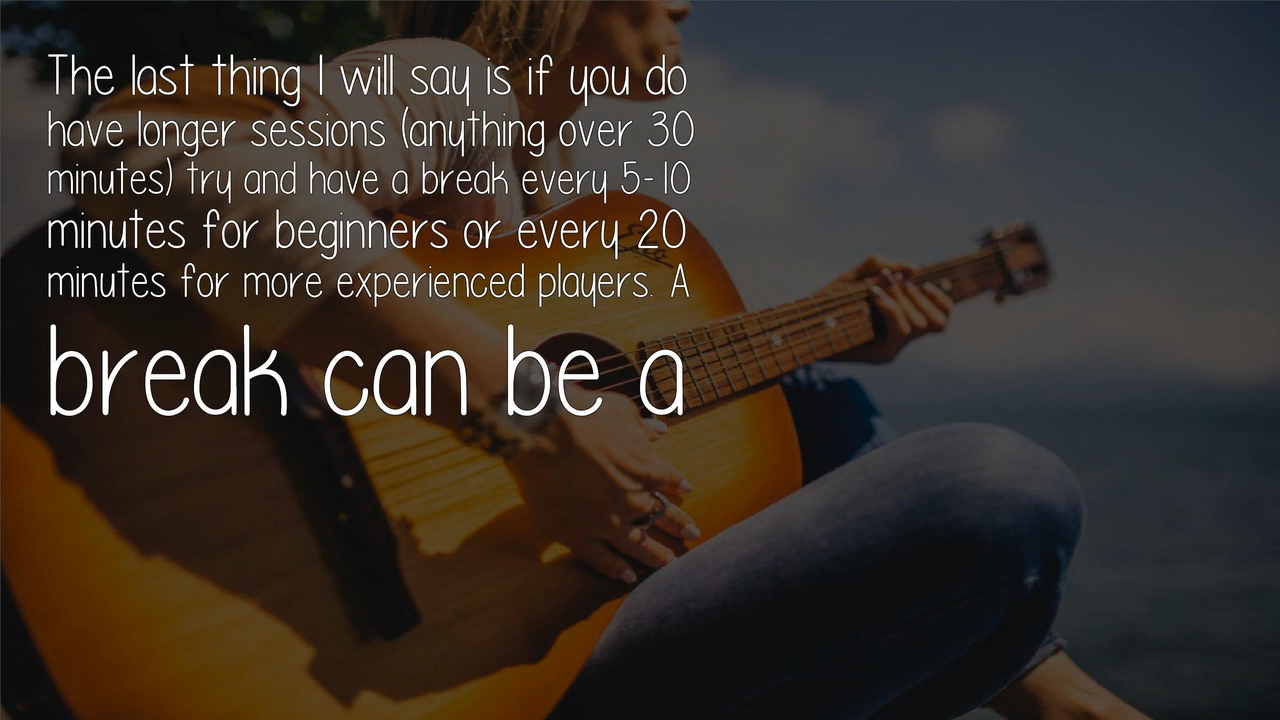 The last thing I will say is if you do
have longer sessions (anything over 30
minutes) try and have a break every 5-10
minutes for beginners or every 20
minutes for more experienced players. A
break can be a